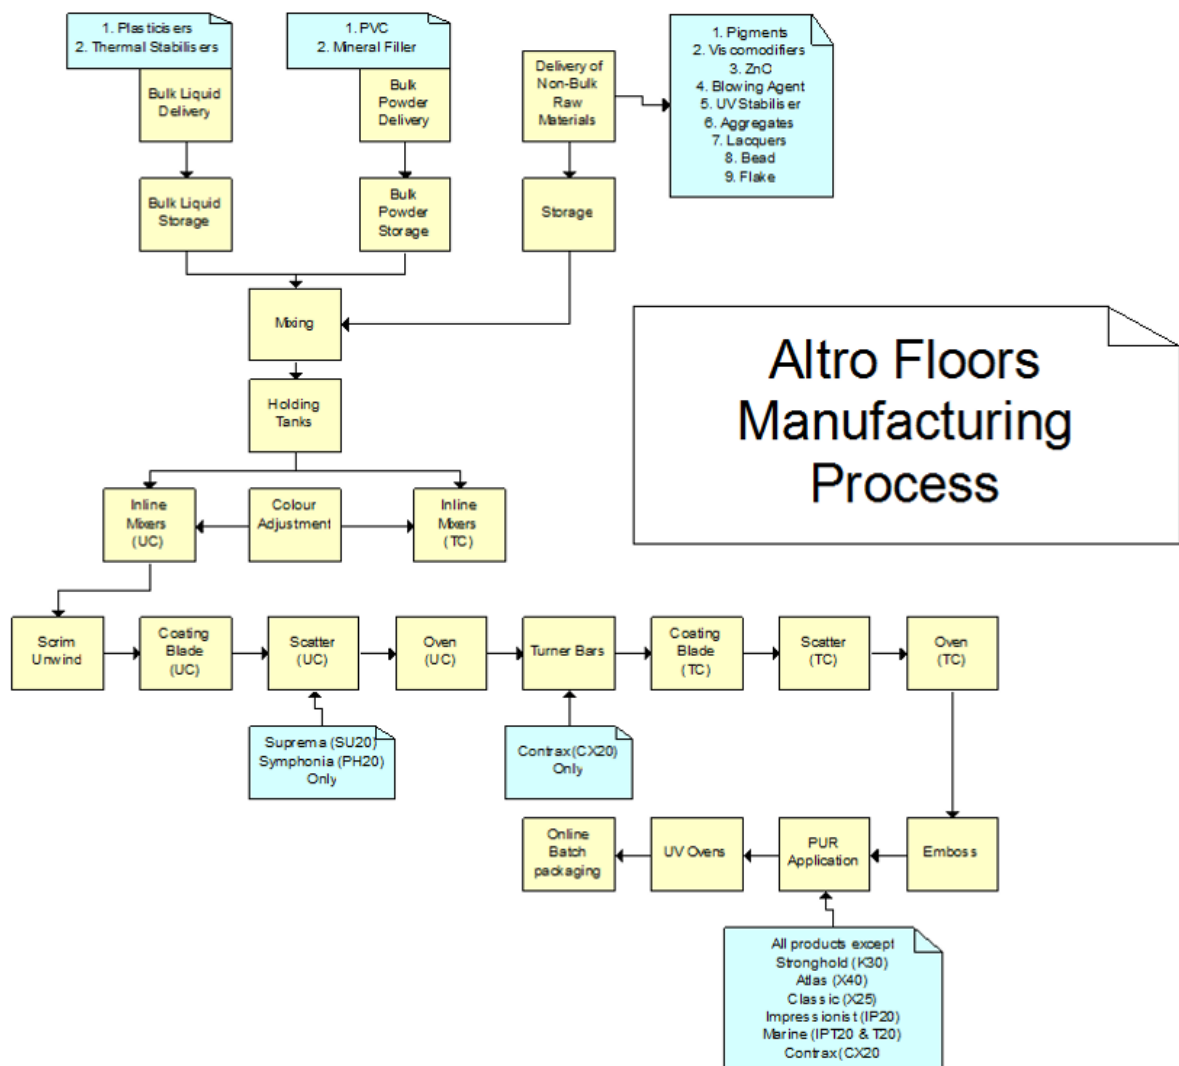 1. Plasticisers
2. Thermal Stabilisers
1. PVC
2. Mineral Filler
1. Pigments
2. Viscomodifiers
3. ZnO
4. Blowing Agent
5. UV Stabiliser
6. Aggregates
7. Lacquers
8. Bead
9. Flake
Bulk Liquid
Delivery
Bulk
Powder
Delivery
Delivery of
Non-Bulk
Raw
Materials
Bulk Liquid
Storage
Bulk
Powder
Storage
Storage
Mixing
Altro Floors
Manufacturing
Process
Holding
Tanks
Inline
Mixers
(UC)
Colour
Adjustment
Inline
Mixers
(TC)
Scrim
Unwind
Coating
Blade
(UC)
Scatter
(UC)
Oven
(UC)
Turner Bars
Coating
Blade
(TC)
Scatter
(TC)
Oven
(TC)
Suprema (SU20)
Symphonia (PH20)
Only
Contrax(CX20)
Only
Online
Batch
packaging
UV Ovens
PUR
Application
Emboss
All products except
Stronghold (K30)
Atlas (X40)
Classic (X25)
Impressionist (IP20)
Marine (IPT20 & T20)
Contrax(CX20